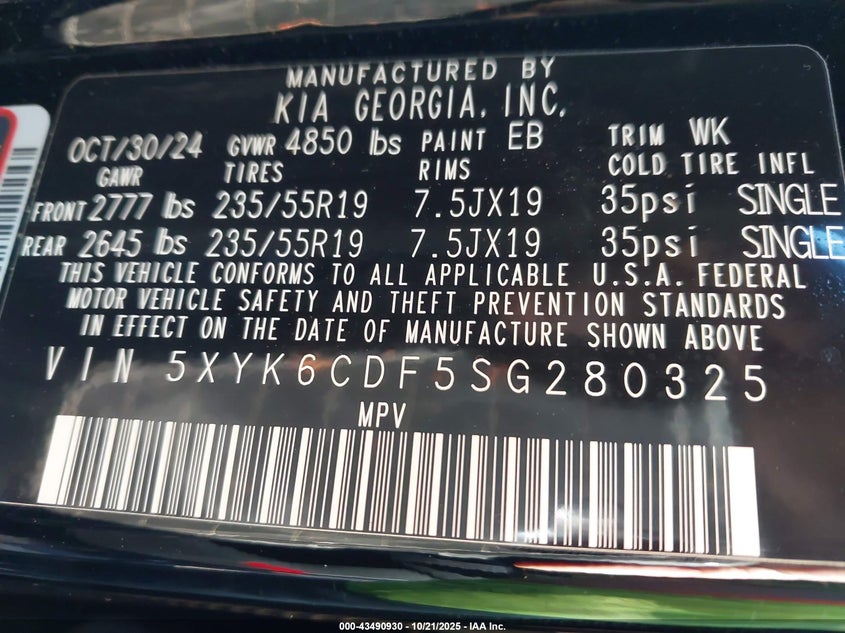 MANUFACTURED BY
KIA GEORGIA, INC.
OCT/30/24 GVWR 4850 lbs PAINT EB TRIM WK
GAWR TIRES RIMS COLD TIRE INFL
FRONT 2777 lbs 235/55R19 7.5JX19 35psi SINGLE
REAR 2645 lbs 235/55R19 7.5JX19 35psi SINGLE
THIS VEHICLE CONFORMS TO ALL APPLICABLE U.S.A. FEDERAL
MOTOR VEHICLE SAFETY AND THEFT PREVENTION STANDARDS
IN EFFECT ON THE DATE OF MANUFACTURE SHOWN ABOVE
VIN 5XYK6CDF5SG280325
MPV
000-43490930 - 10/21/2025 - IAA Inc.